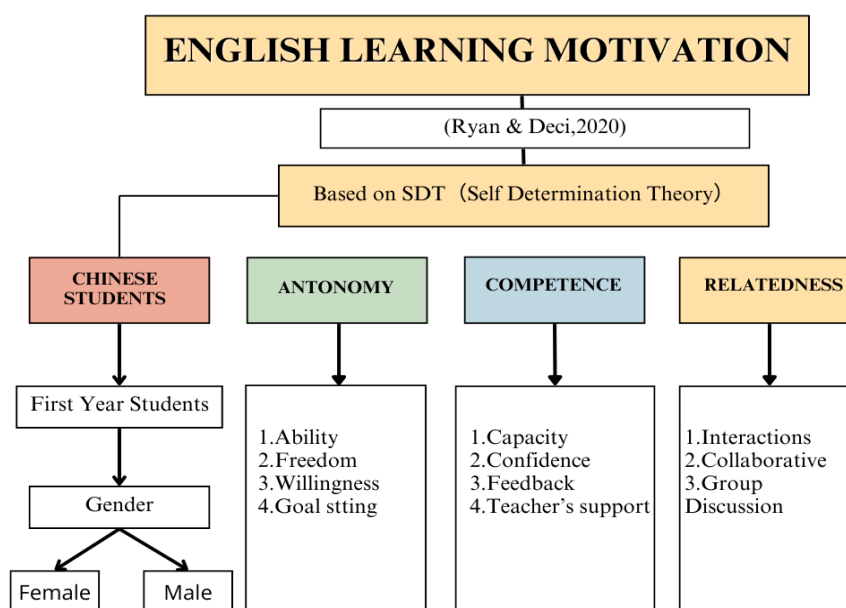 ENGLISH LEARNING MOTIVATION
(Ryan & Deci,2020)
Based on SDT（Self Determination Theory）
CHINESE
STUDENTS
ANTONOMY
COMPETENCE
RELATEDNESS
First Year Students
Gender
Female
Male
1.Ability
2.Freedom
3.Willingness
4.Goal stting
1.Capacity
2.Confidence
3.Feedback
4.Teacher’s support
1.Interactions
2.Collaborative
3.Group
Discussion